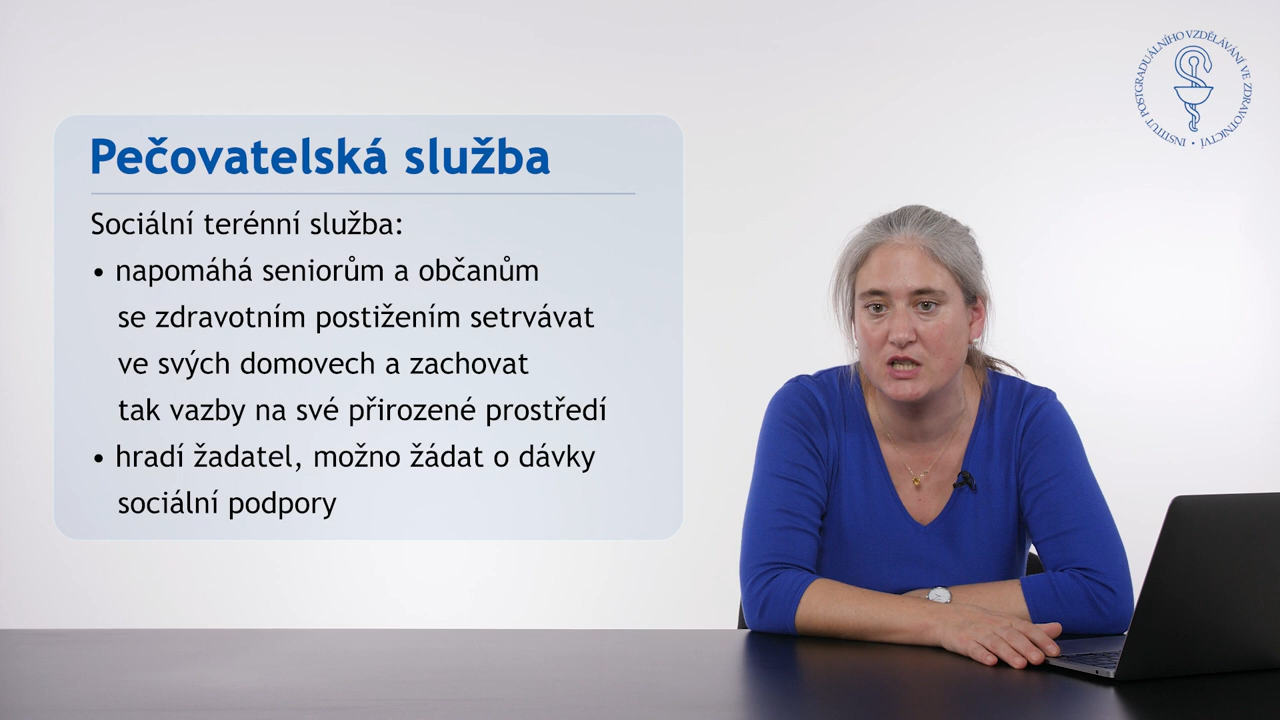 Pečovatelská služba
Sociální terénní služba:
• napomáhá seniorům a občanům
se zdravotním postižením setrvávat
ve svých domovech a zachovat
tak vazby na své přirozené prostředí
• hradí žadatel, možno žádat o dávky
sociální podpory
INSTITUT POSTGRADUÁLNÍHO VZDĚLÁVÁNÍ VE ZDRAVOTNICTVÍ •